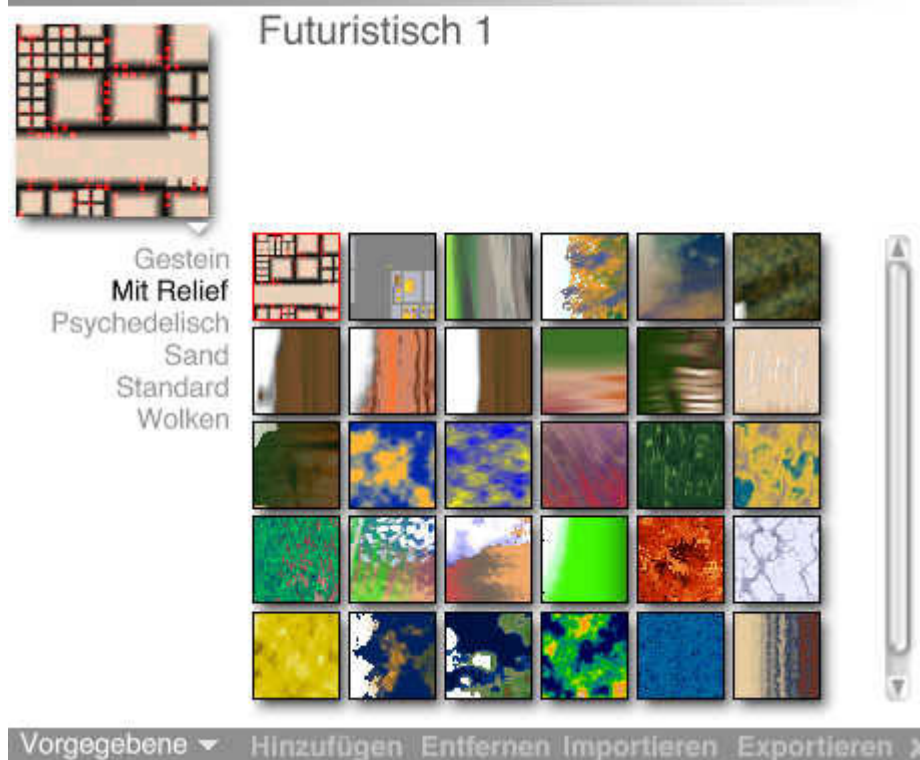 Futuristisch 1
Gestein
Mit Relief
Psychedelisch
Sand
Standard
Wolken
Vorgegebene Hinzufügen Entfernen Importieren Exportieren